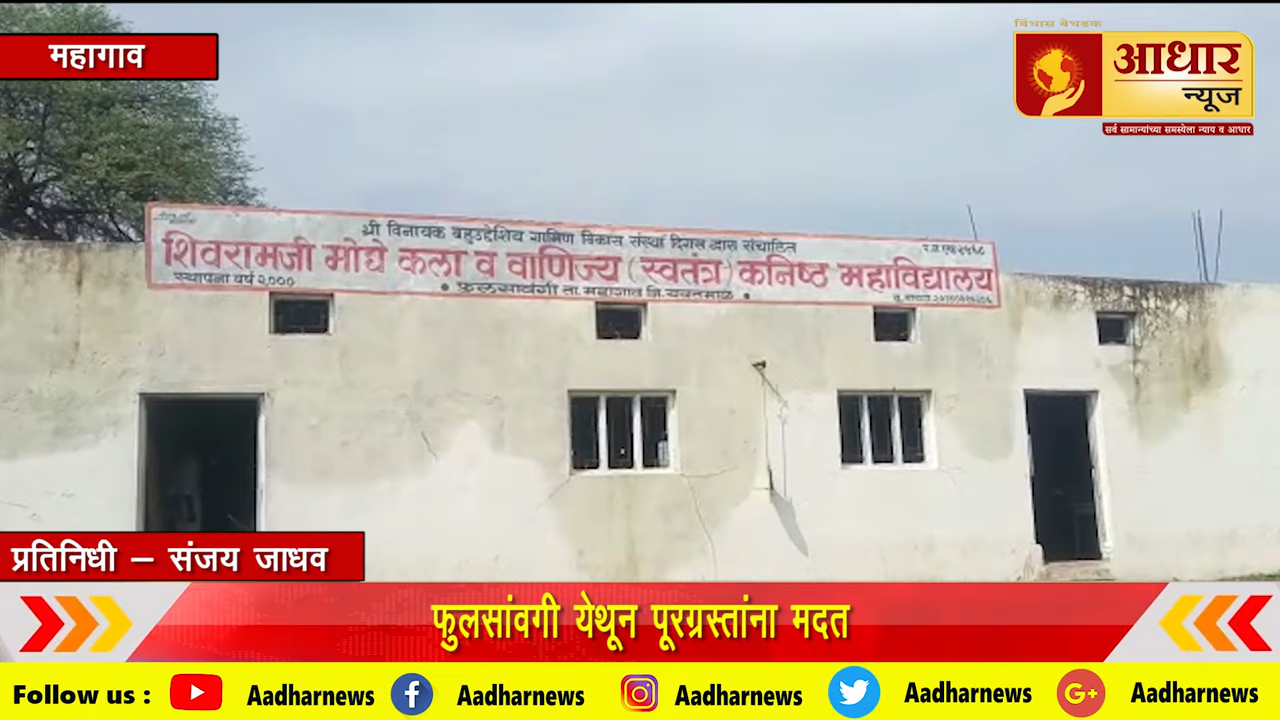 महागाव
बिंधास बेधडक
आधार
न्यूज
सर्व सामान्यांच्या समस्येला न्याय व आधार
श्री विनायक बहुउद्देशिय ग्रामिण विकास संस्था दिग्रस द्वारा संचालित
शिवरामजी मोघे कला व वाणिज्य (स्वतंत्र) कनिष्ठ महाविद्यालय
स्थापना वर्ष २०००
• फुलसावंगी ता. महागाव जि. यवतमाळ •
प्रतिनिधी – संजय जाधव
फुलसांवगी येथून पूरग्रस्तांना मदत
Follow us : Aadharnews Aadharnews Aadharnews Aadharnews Aadharnews